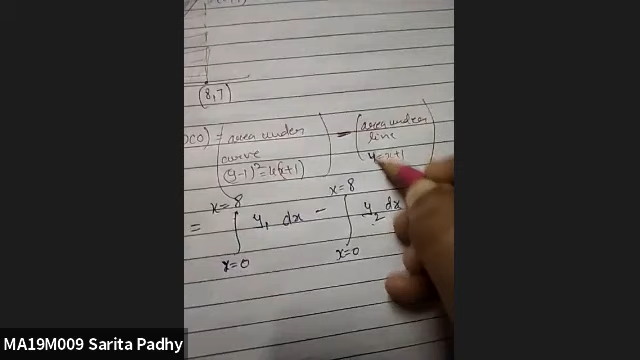 (8,7)
= (area under curve (y-1)²=4(x+1)) - (area under line y=x+1)
x=8 x=8
= ∫ y₁ dx - ∫ y₂ dx
x=0 x=0
MA19M009 Sarita Padhy